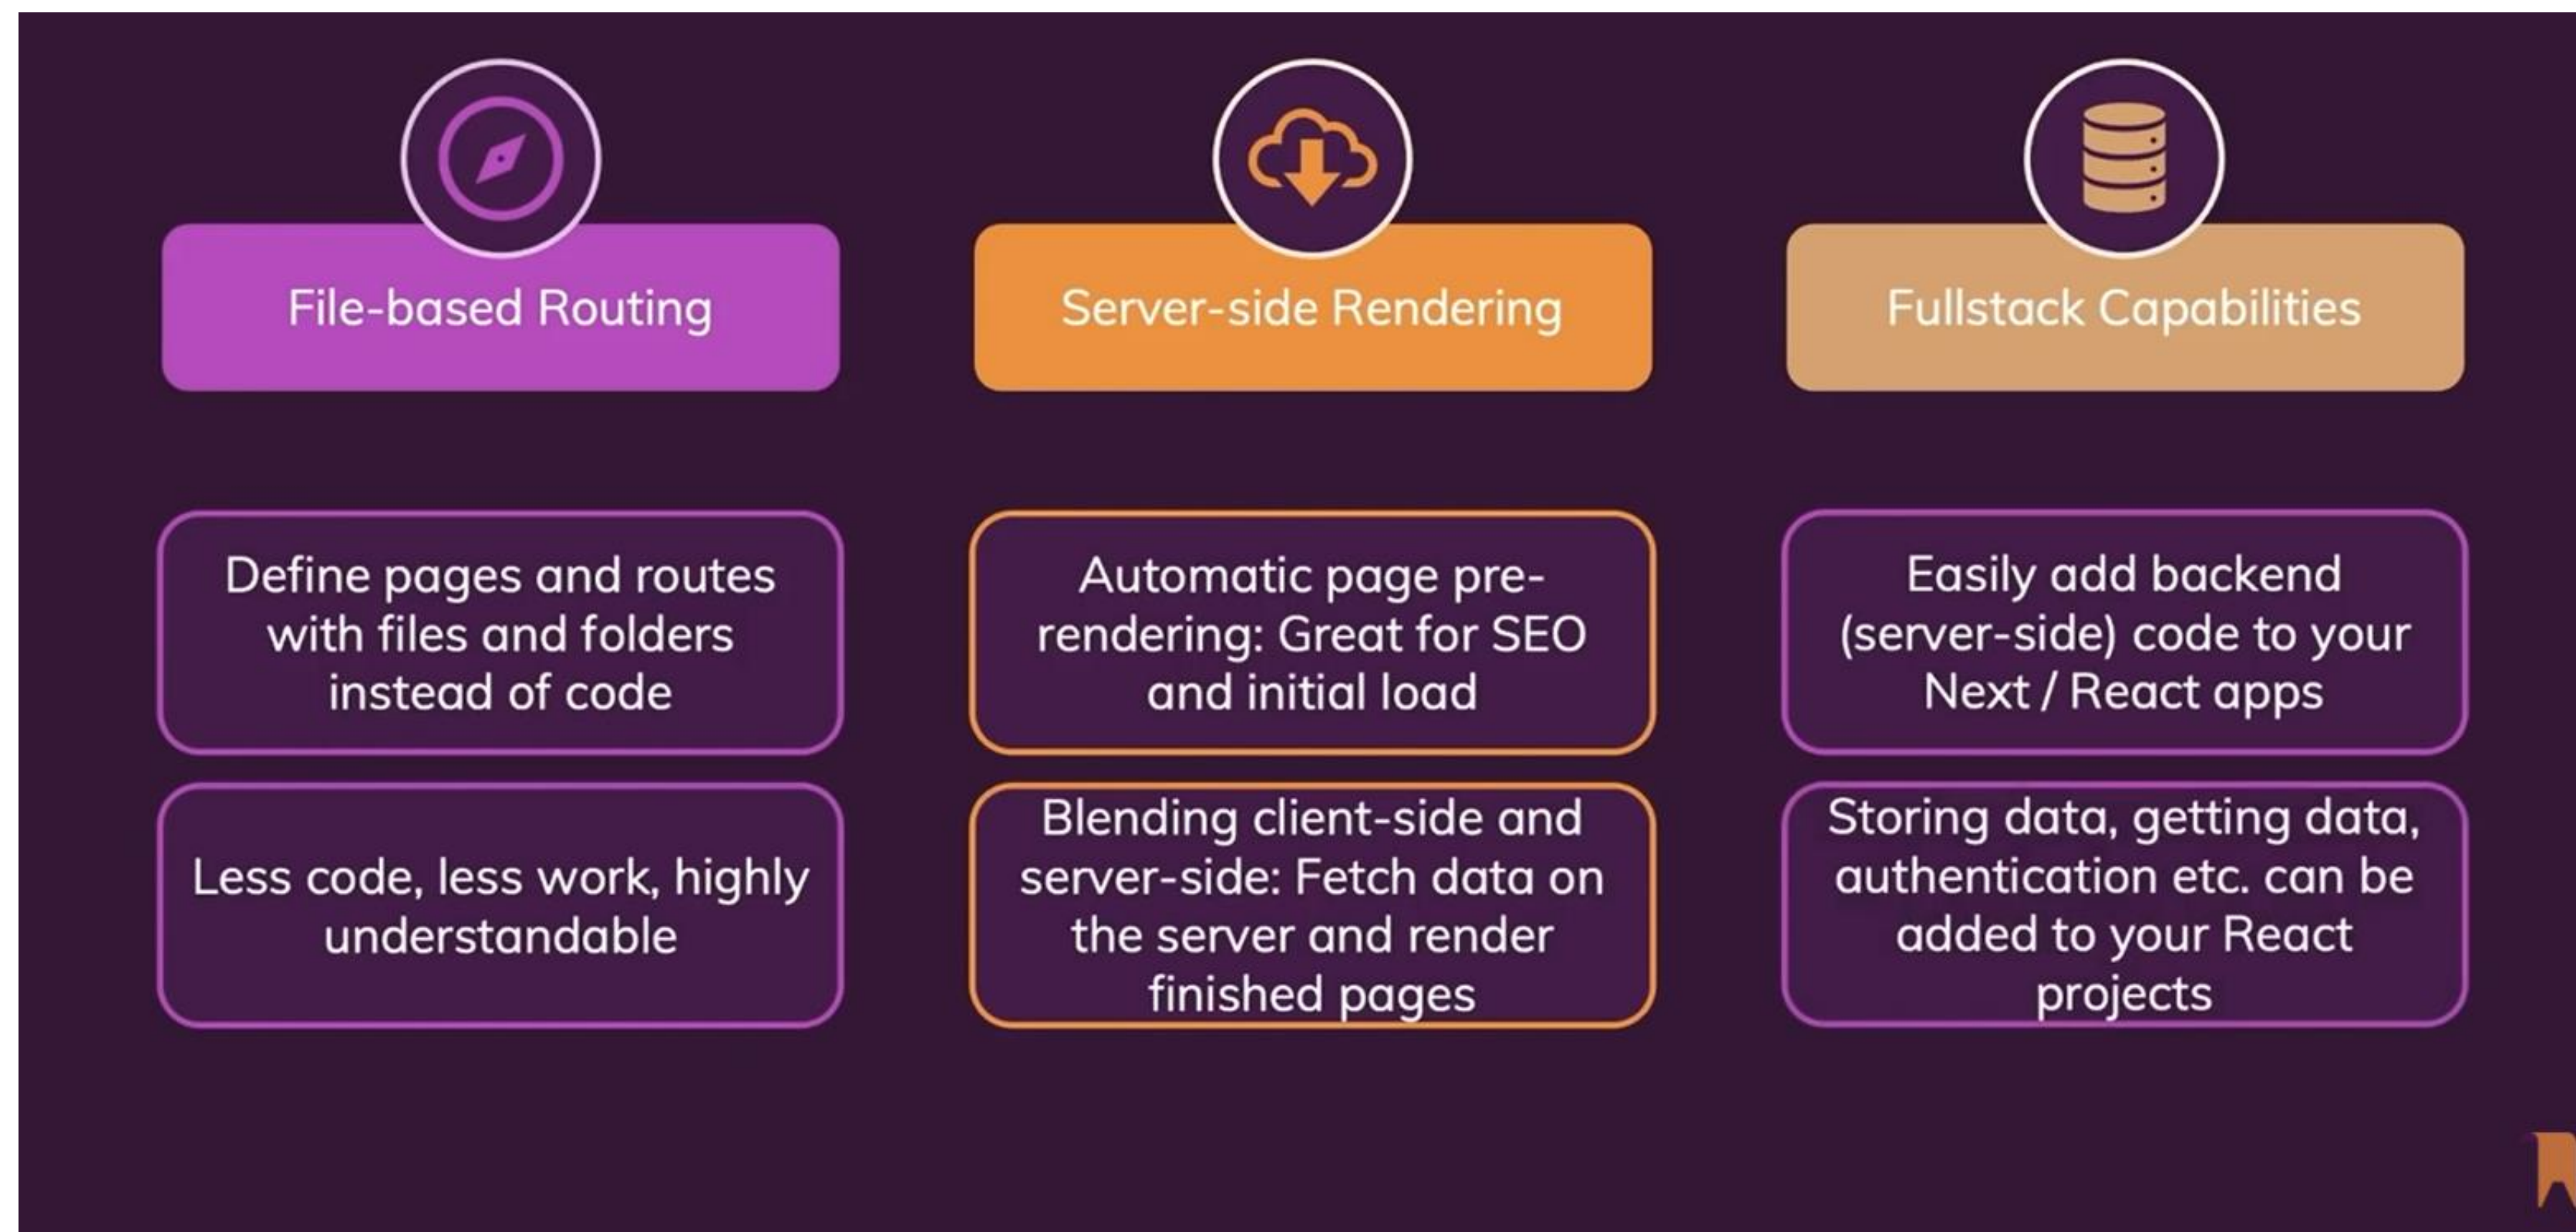 File-based Routing
Define pages and routes
with files and folders
instead of code
Less code, less work, highly
understandable
Server-side Rendering
Automatic page pre-
rendering: Great for SEO
and initial load
Blending client-side and
server-side: Fetch data on
the server and render
finished pages
Fullstack Capabilities
Easily add backend
(server-side) code to your
Next / React apps
Storing data, getting data,
authentication etc. can be
added to your React
projects